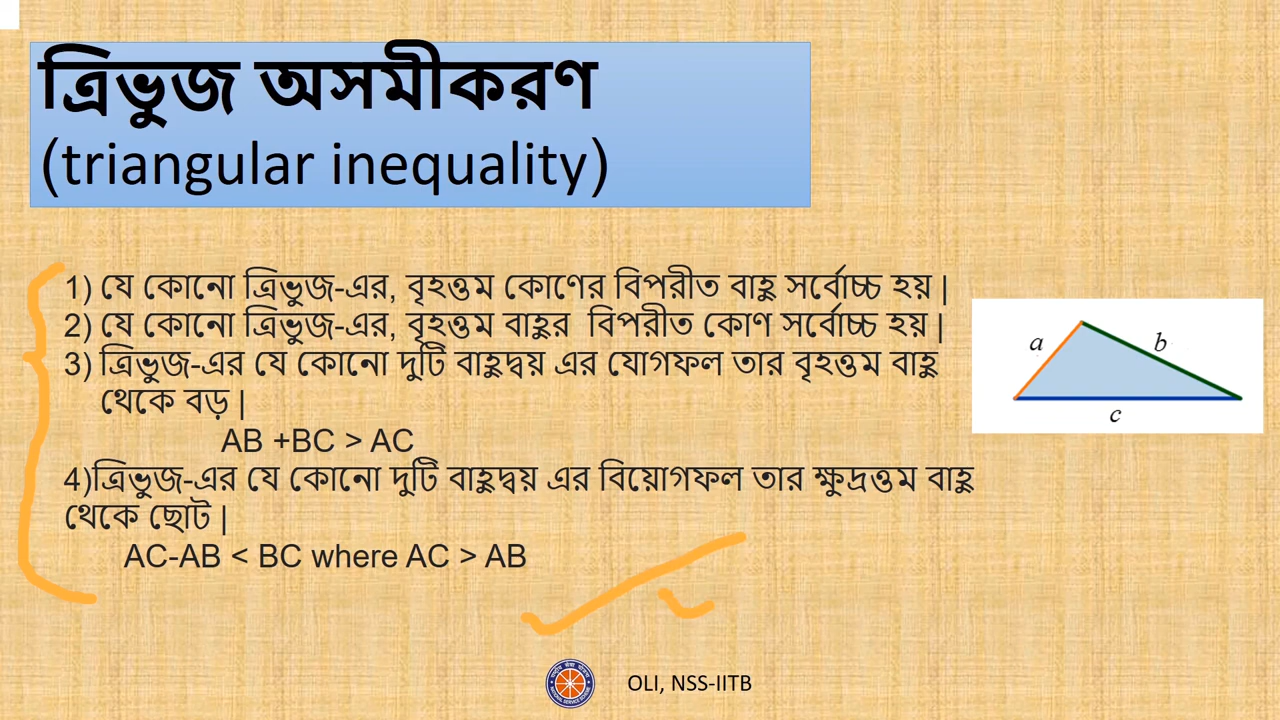 ত্রিভুজ অসমীকরণ
(triangular inequality)
1) যে কোনো ত্রিভুজ-এর, বৃহত্তম কোণের বিপরীত বাহু সর্বোচ্চ হয় |
2) যে কোনো ত্রিভুজ-এর, বৃহত্তম বাহুর বিপরীত কোণ সর্বোচ্চ হয় |
3) ত্রিভুজ-এর যে কোনো দুটি বাহুদ্বয় এর যোগফল তার বৃহত্তম বাহু
থেকে বড় |
AB +BC > AC
4)ত্রিভুজ-এর যে কোনো দুটি বাহুদ্বয় এর বিয়োগফল তার ক্ষুদ্রত্তম বাহু
থেকে ছোট |
AC-AB < BC where AC > AB
a
b
c
OLI, NSS-IITB